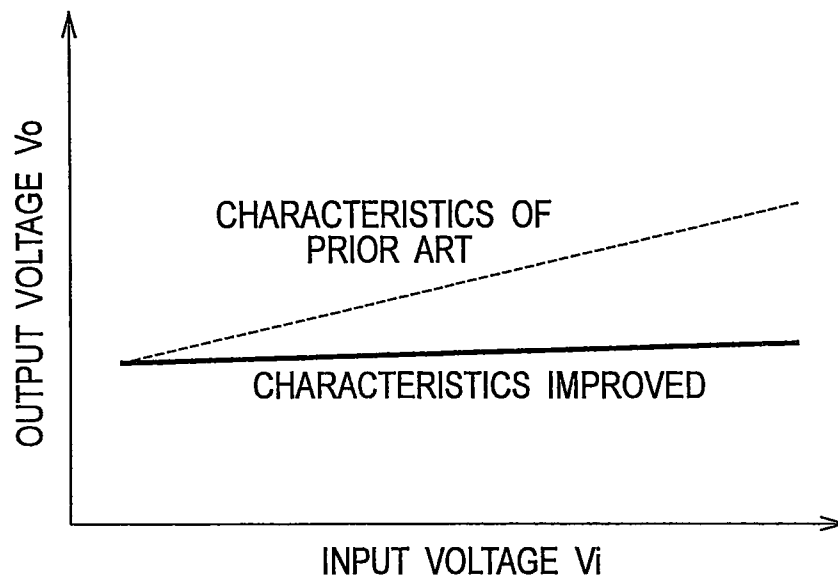 OUTPUT VOLTAGE Vo
CHARACTERISTICS OF
PRIOR ART
CHARACTERISTICS IMPROVED
INPUT VOLTAGE Vi